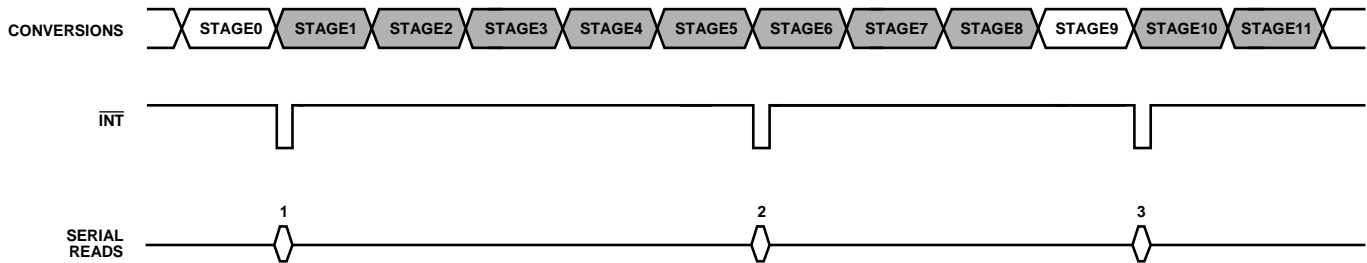 CONVERSIONS
STAGE0 STAGE1 STAGE2 STAGE3 STAGE4 STAGE5 STAGE6 STAGE7 STAGE8 STAGE9 STAGE10 STAGE11
INT
1 2 3
SERIAL
READS